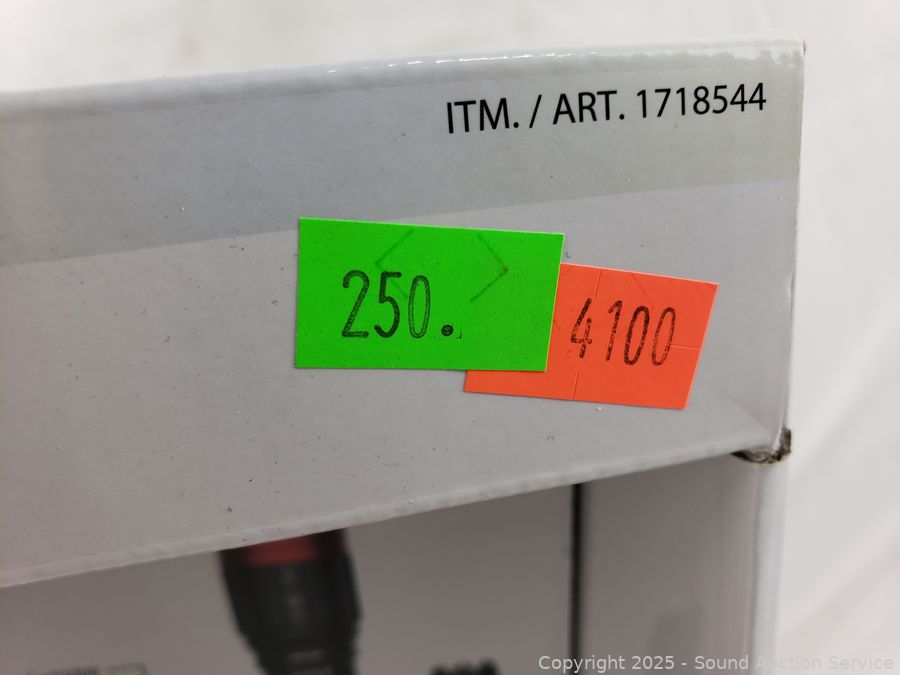 ITM. / ART. 1718544
250.
4100
Copyright 2025 - Sound Auction Service